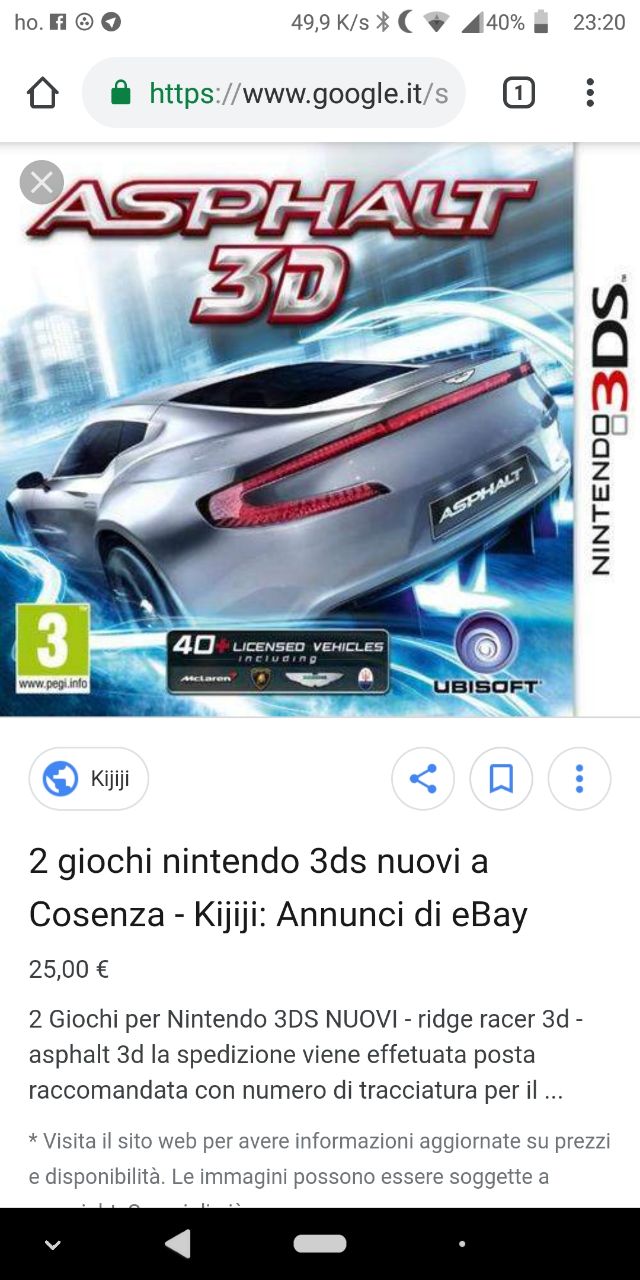 ho. 49,9 K/s 40% 23:20
https://www.google.it/s 1
ASPHALT
3D
NINTENDO3DS
ASPHALT
3
www.pegi.info
40+ LICENSED VEHICLES
including
McLaren
UBISOFT
Kijiji
2 giochi nintendo 3ds nuovi a
Cosenza - Kijiji: Annunci di eBay
25,00 €
2 Giochi per Nintendo 3DS NUOVI - ridge racer 3d -
asphalt 3d la spedizione viene effetuata posta
raccomandata con numero di tracciatura per il ...
* Visita il sito web per avere informazioni aggiornate su prezzi
e disponibilità. Le immagini possono essere soggette a